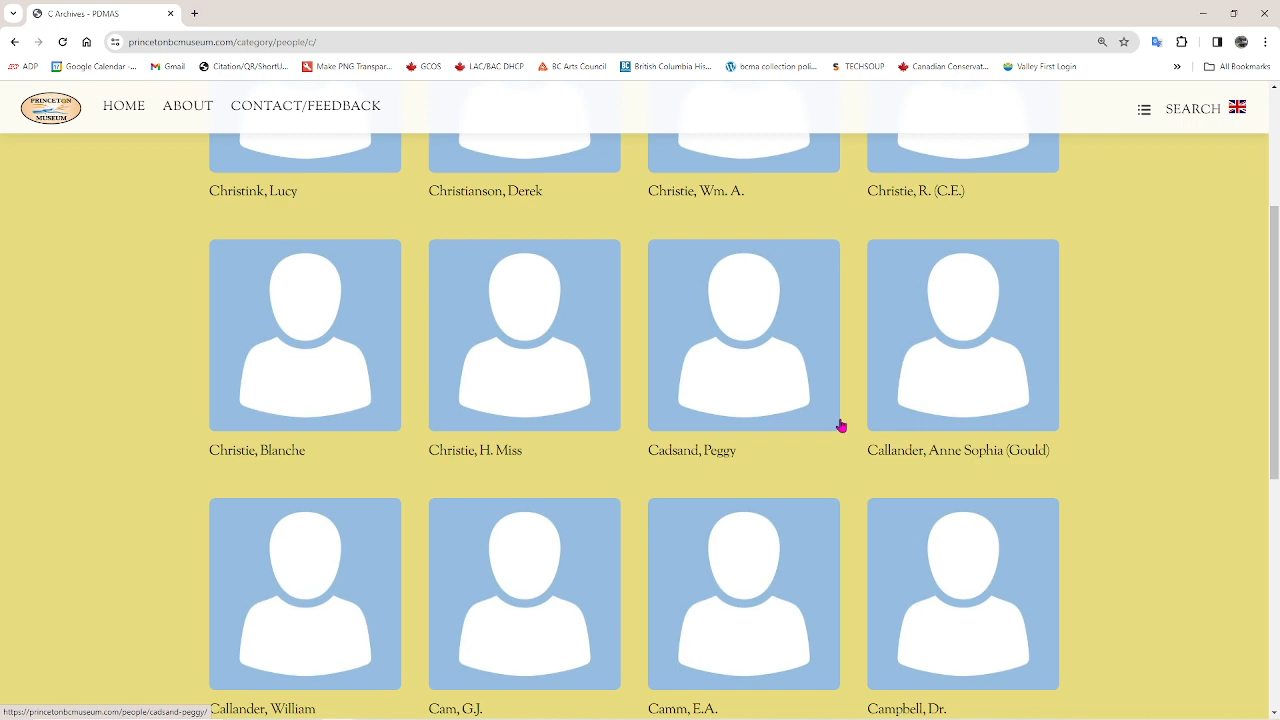 C Archives - PDMAS
princetonbcmuseum.com/category/people/c/
ADP
Google Calendar -...
Gmail
Citation/QR/ShortU...
Make PNG Transpar...
GCOS
LAC/BAC DHCP
BC Arts Council
British Columbia His...
bcma collection poli...
TECHSOUP
Canadian Conservat...
Valley First Login
All Bookmarks
PRINCETON
MUSEUM
HOME
ABOUT
CONTACT/FEEDBACK
SEARCH
Christink, Lucy
Christianson, Derek
Christie, Wm. A.
Christie, R. (C.E.)
Christie, Blanche
Christie, H. Miss
Cadsand, Peggy
Callander, Anne Sophia (Gould)
Callander, William
Cam, G.J.
Camm, E.A.
Campbell, Dr.
https://princetonbcmuseum.com/people/cadsand-peggy/